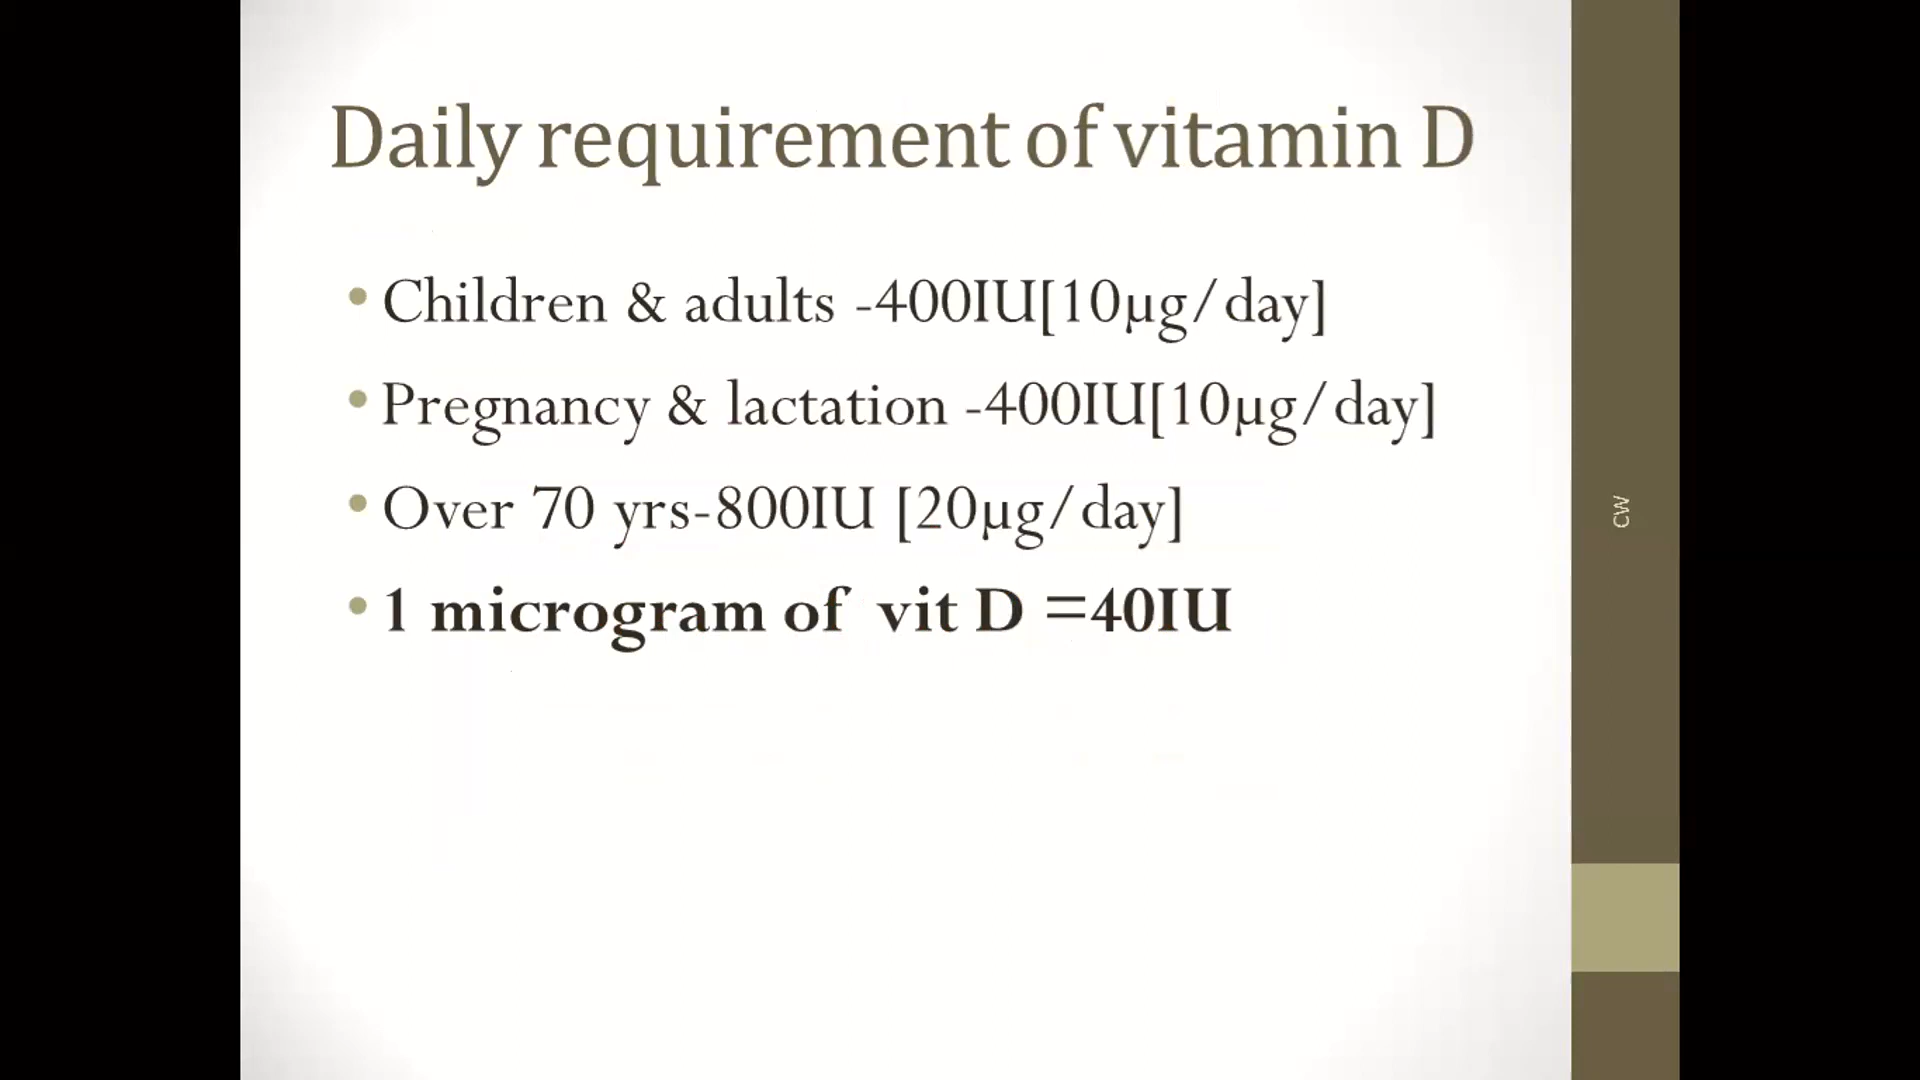 Daily requirement of vitamin D
• Children & adults -400IU[10µg/day]
• Pregnancy & lactation -400IU[10µg/day]
• Over 70 yrs-800IU [20µg/day]
• 1 microgram of vit D =40IU
CW